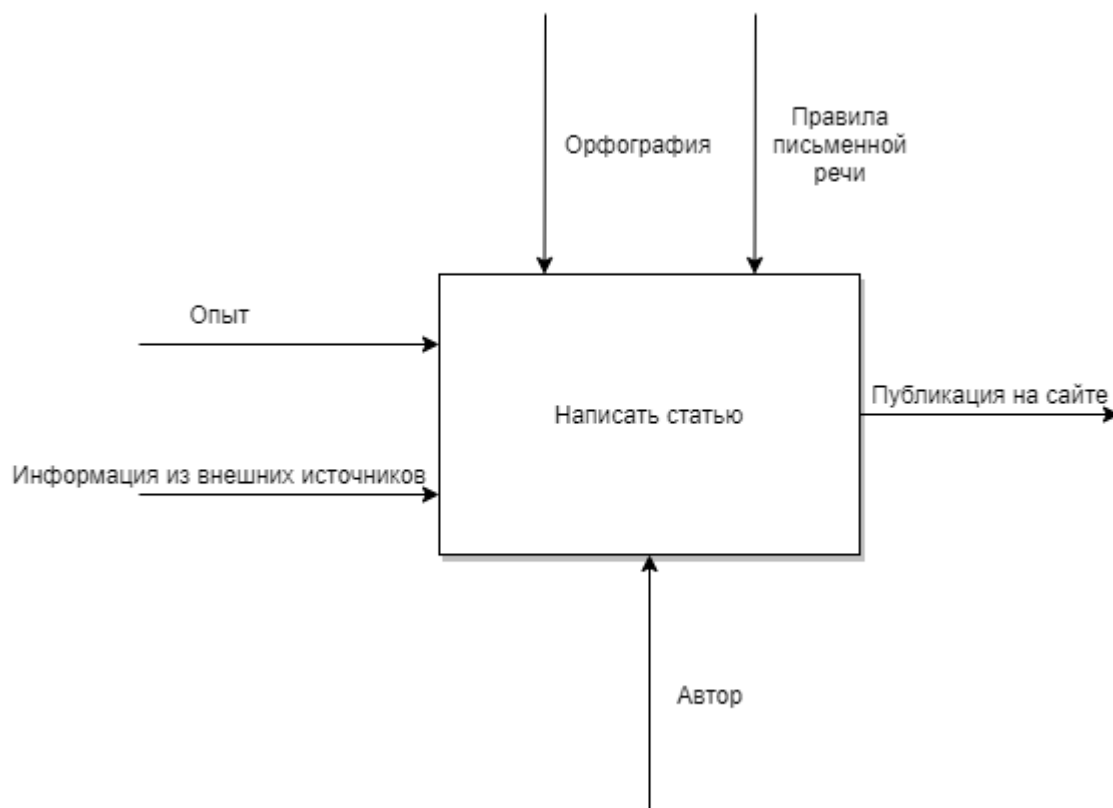 Орфография
Правила
письменной
речи
Опыт
Написать статью
Публикация на сайте
Информация из внешних источников
Автор